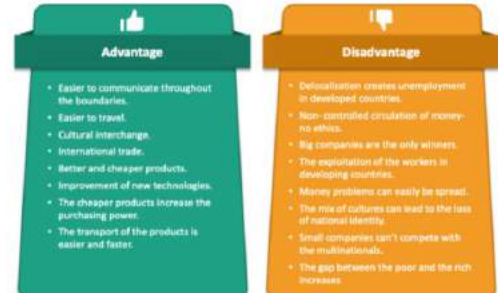 Advantage
• Easier to communicate throughout
the boundaries.
• Easier to travel.
• Cultural interchange.
• International trade.
• Better and cheaper products.
• Improvement of new technologies.
• The cheaper products increase the
purchasing power.
• The transport of the products is
easier and faster.
Disadvantage
• Delocalisation creates unemployment
in developed countries.
• Non- controlled circulation of money-
no ethics.
• Big companies are the only winners.
• The exploitation of the workers in
developing countries.
• Money problems can easily be spread.
• The mix of cultures can lead to the loss
of national identity.
• Small companies can't compete with
the multinationals.
• The gap between the poor and the rich
increases